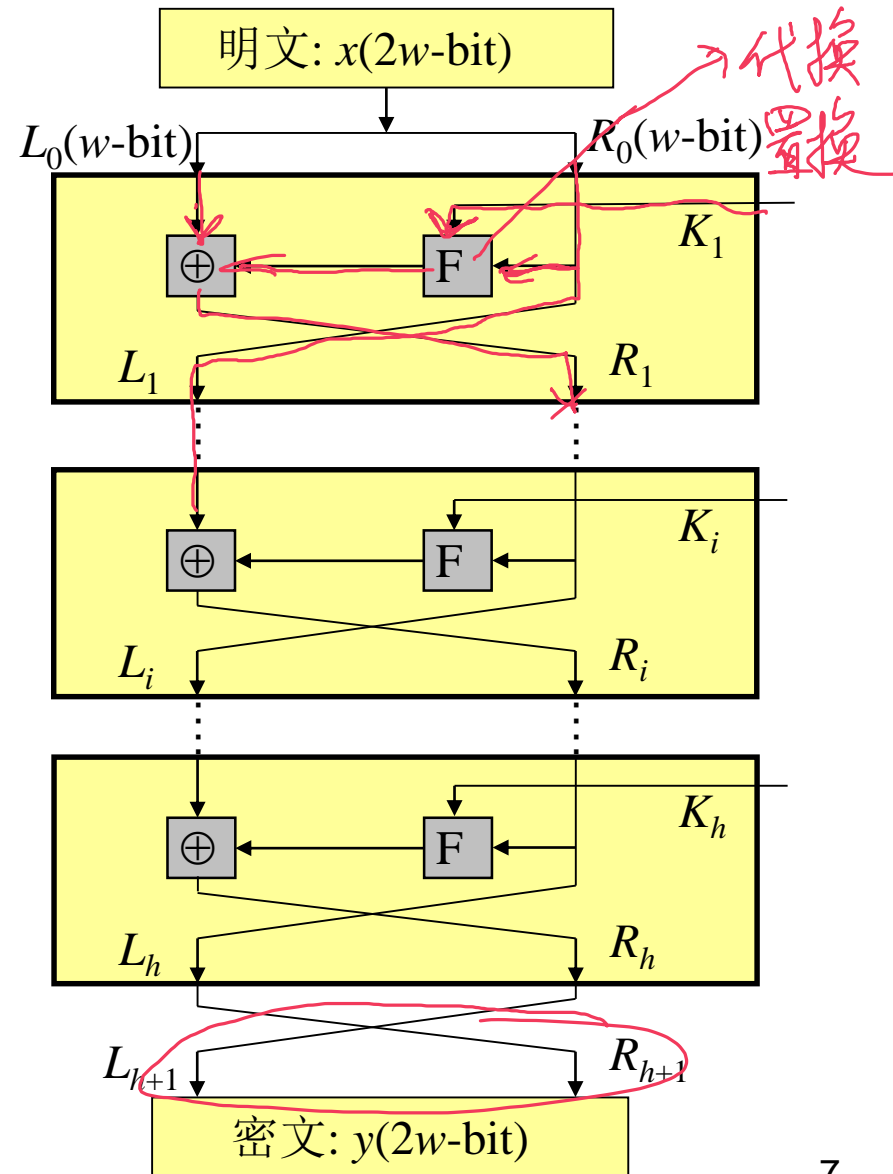 明文: x(2w-bit)
代换
置换
L₀(w-bit) R₀(w-bit)
K₁
⊕ F
L₁ R₁
Kᵢ
⊕ F
Lᵢ Rᵢ
Kₕ
⊕ F
Lₕ Rₕ
Lₕ₊₁ Rₕ₊₁
密文: y(2w-bit)
7